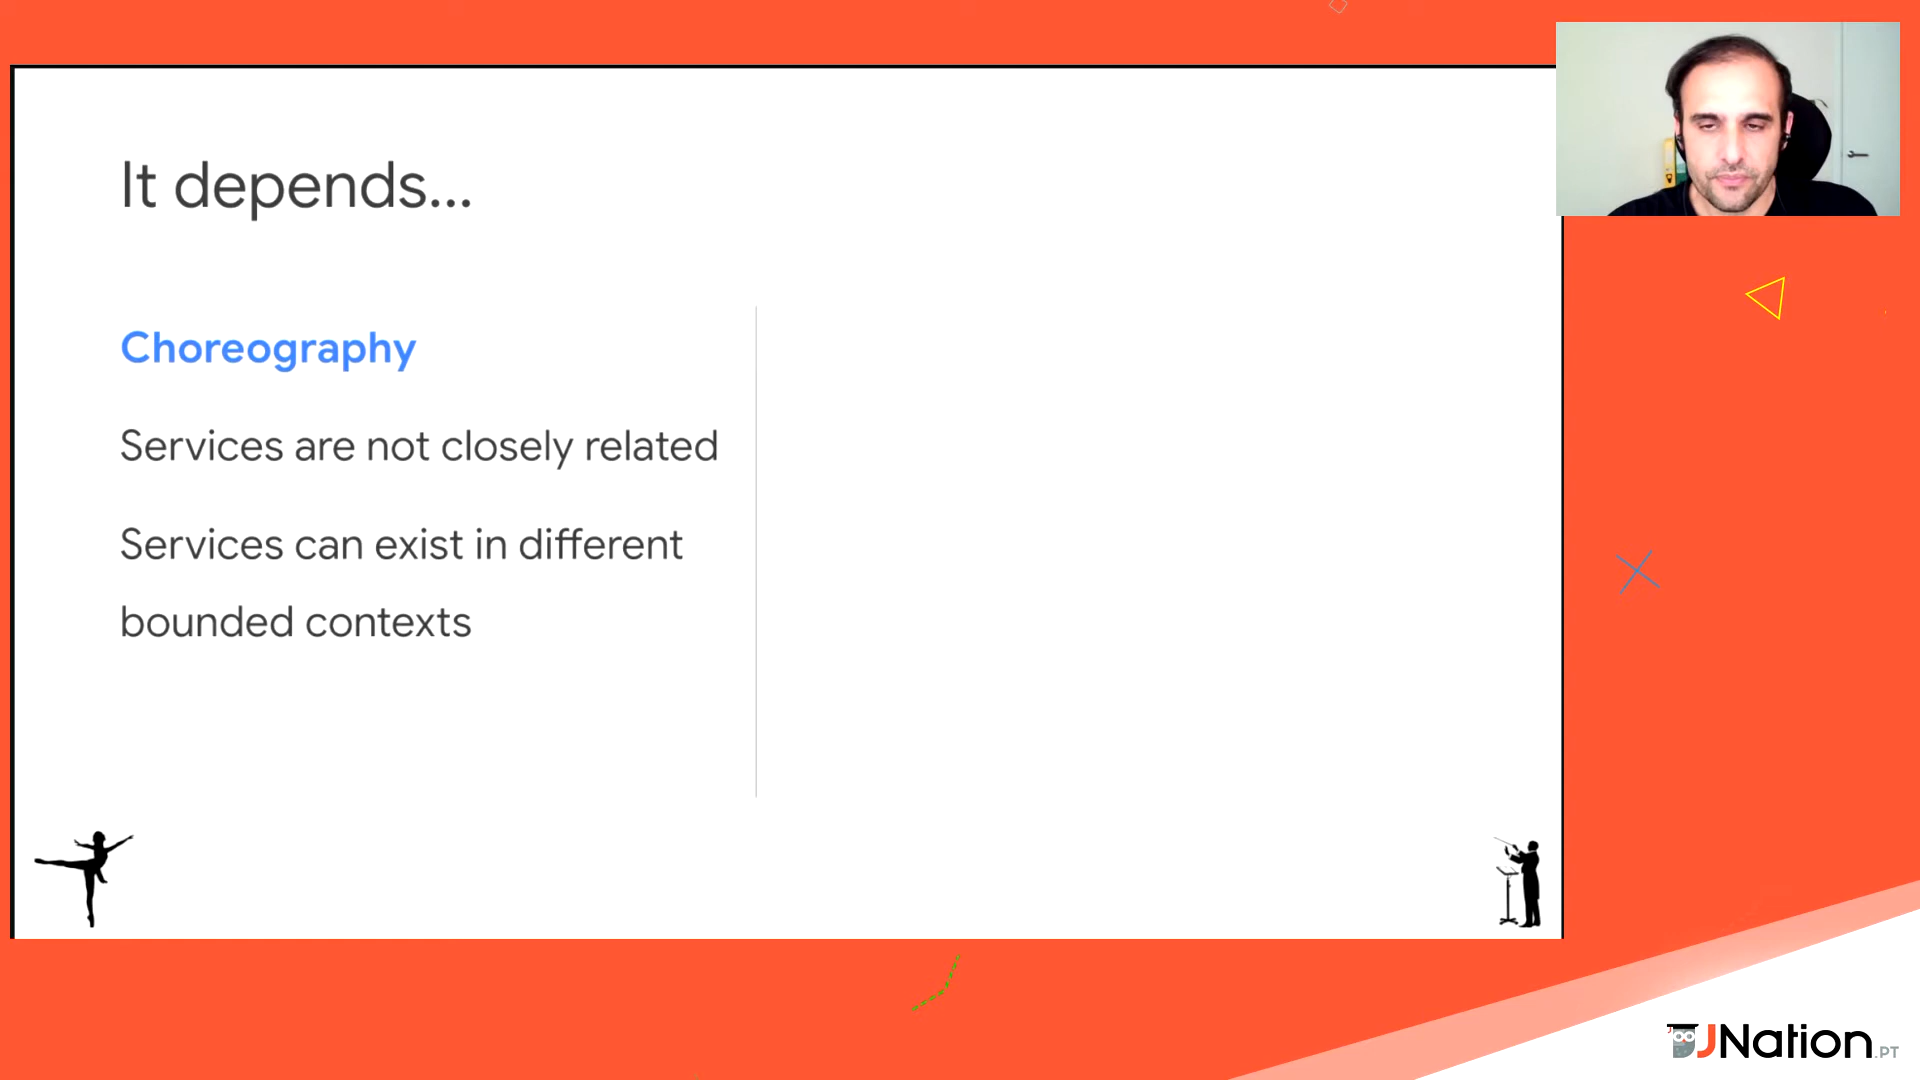 It depends...
Choreography
Services are not closely related
Services can exist in different
bounded contexts
JNation.PT